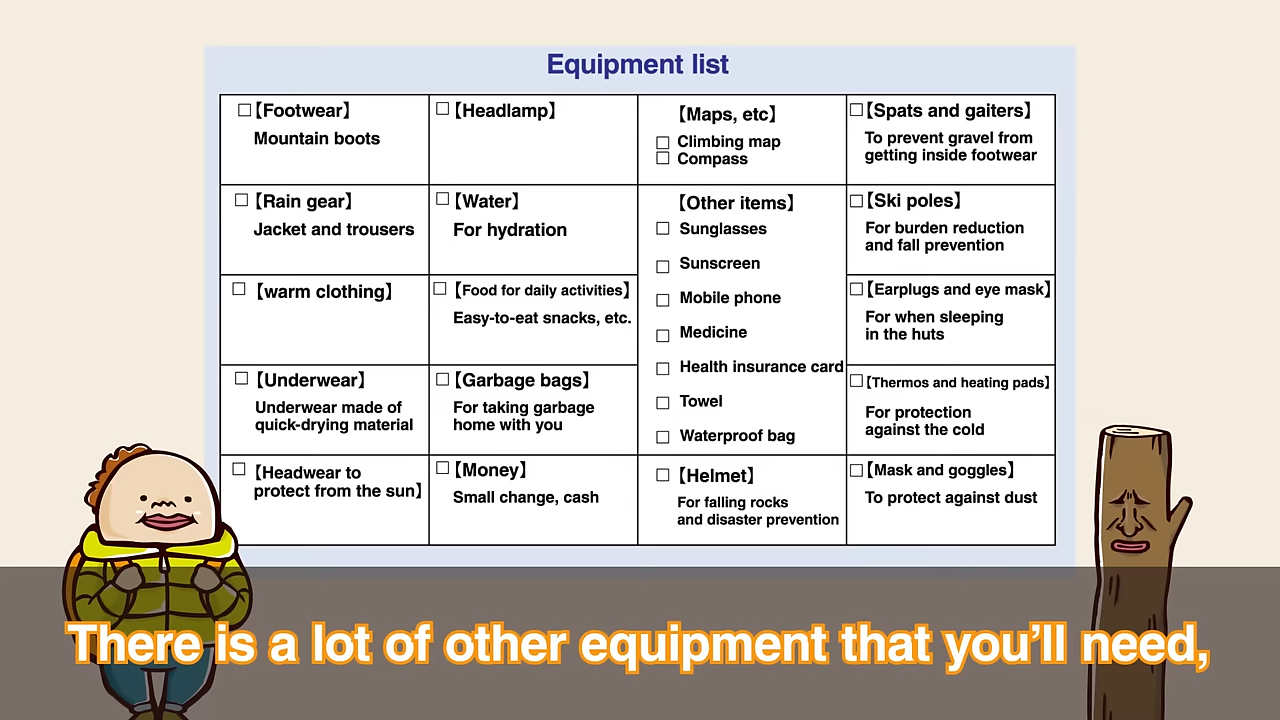 Equipment list
☐【Footwear】
Mountain boots
☐【Headlamp】
【Maps, etc】
☐ Climbing map
☐ Compass
☐【Spats and gaiters】
To prevent gravel from
getting inside footwear
☐【Rain gear】
Jacket and trousers
☐【Water】
For hydration
【Other items】
☐ Sunglasses
☐ Sunscreen
☐ Mobile phone
☐ Medicine
☐ Health insurance card
☐ Towel
☐ Waterproof bag
☐【Ski poles】
For burden reduction
and fall prevention
☐【warm clothing】
☐【Food for daily activities】
Easy-to-eat snacks, etc.
☐【Earplugs and eye mask】
For when sleeping
in the huts
☐【Underwear】
Underwear made of
quick-drying material
☐【Garbage bags】
For taking garbage
home with you
☐【Thermos and heating pads】
For protection
against the cold
☐【Headwear to
protect from the sun】
☐【Money】
Small change, cash
☐【Helmet】
For falling rocks
and disaster prevention
☐【Mask and goggles】
To protect against dust
There is a lot of other equipment that you'll need,